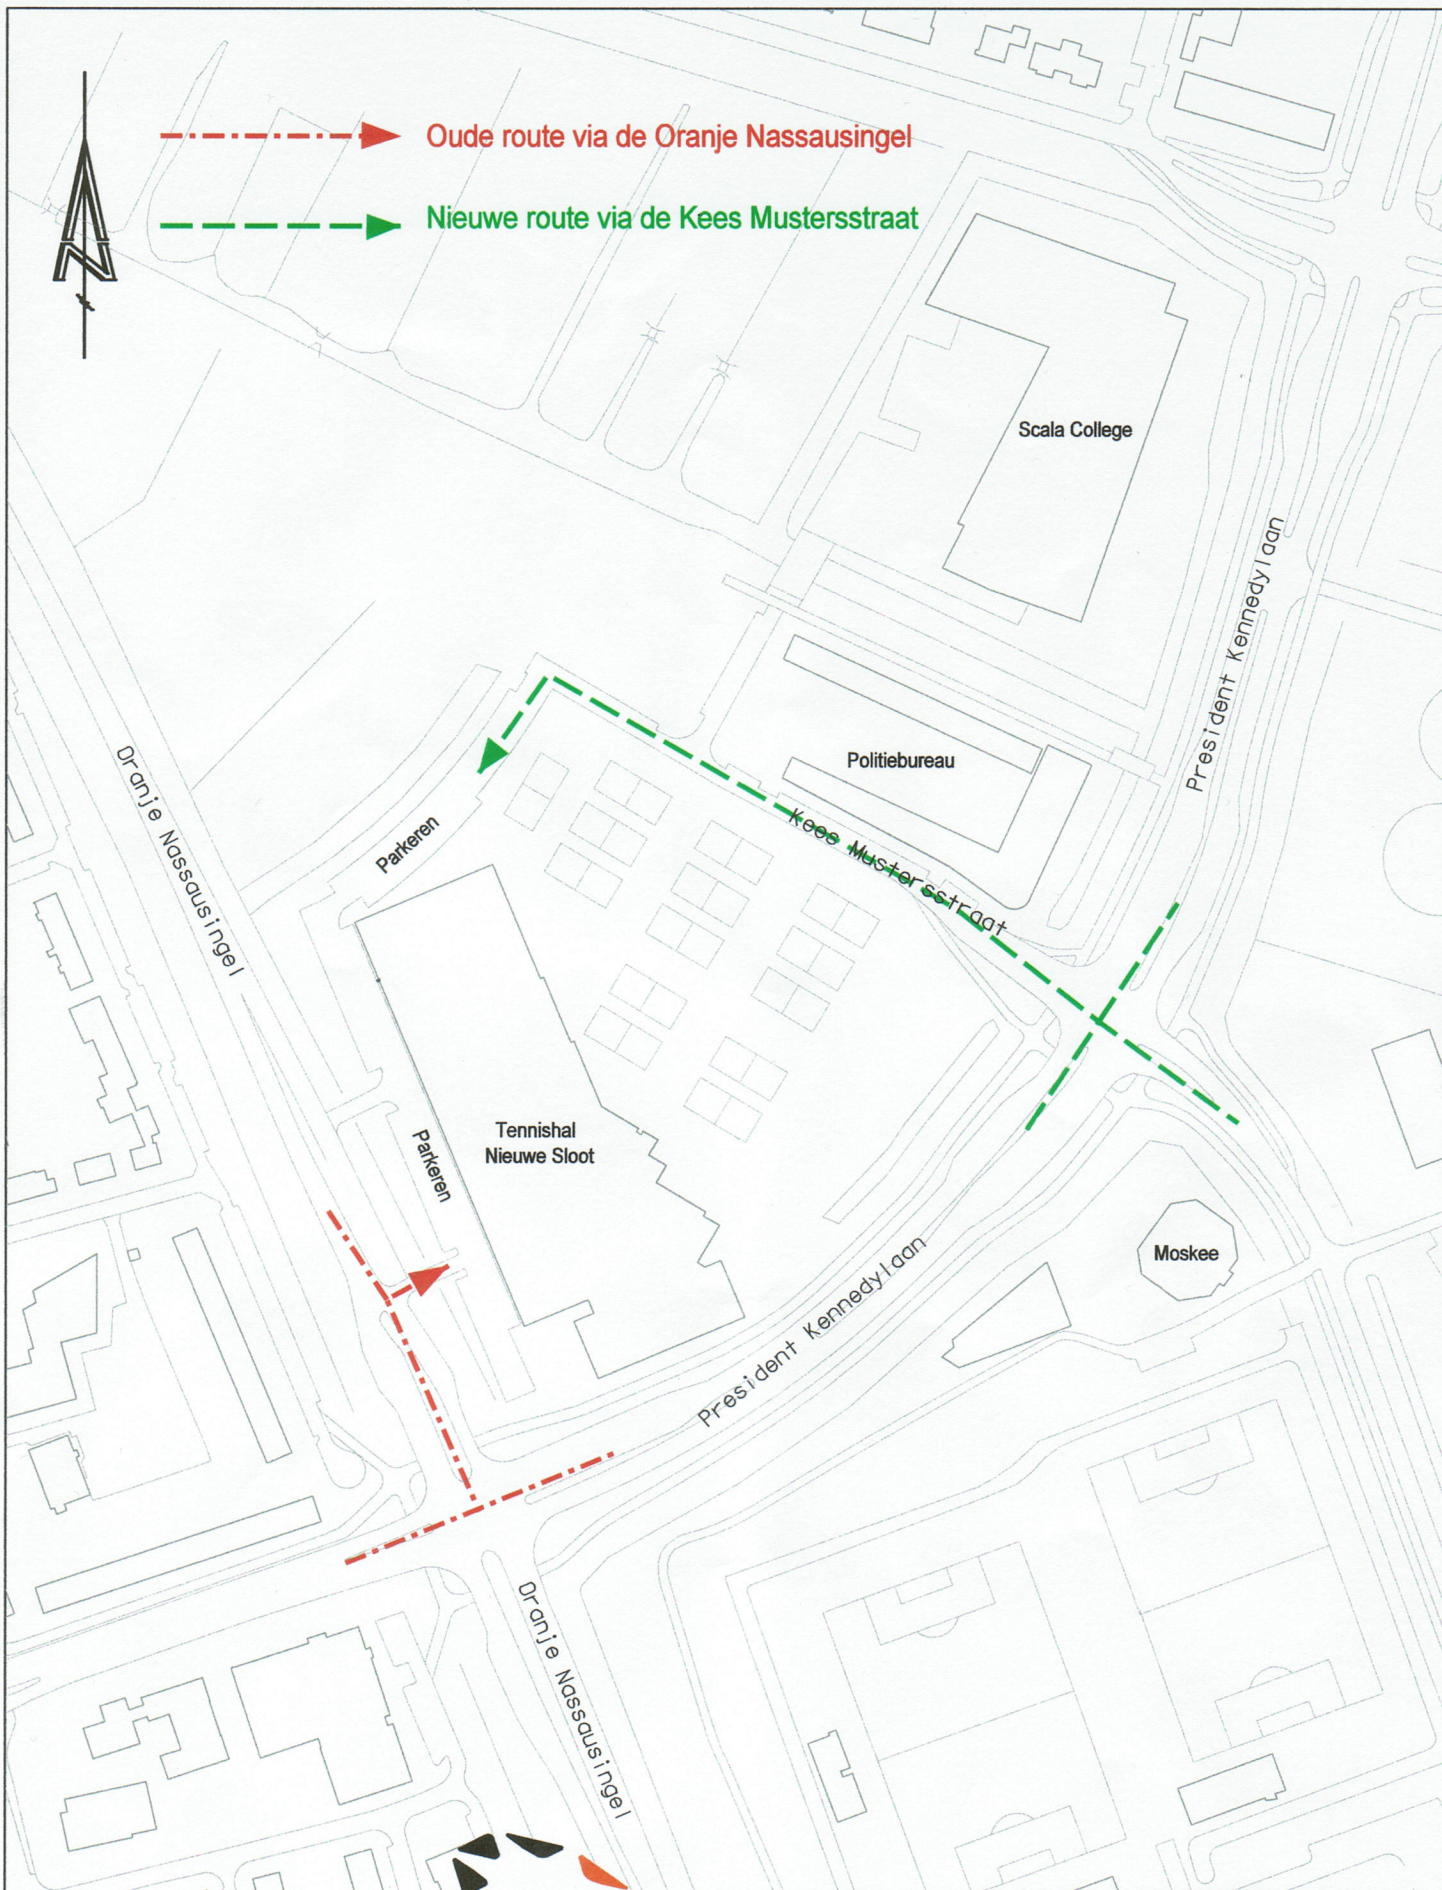 Oude route via de Oranje Nassausingel
Nieuwe route via de Kees Mustersstraat
N
Scala College
President Kennedylaan
Politiebureau
Oranje Nassausingel
Parkeren
Kees Mustersstraat
Tennishal
Nieuwe Sloot
Parkeren
Moskee
President Kennedylaan
Oranje Nassausingel